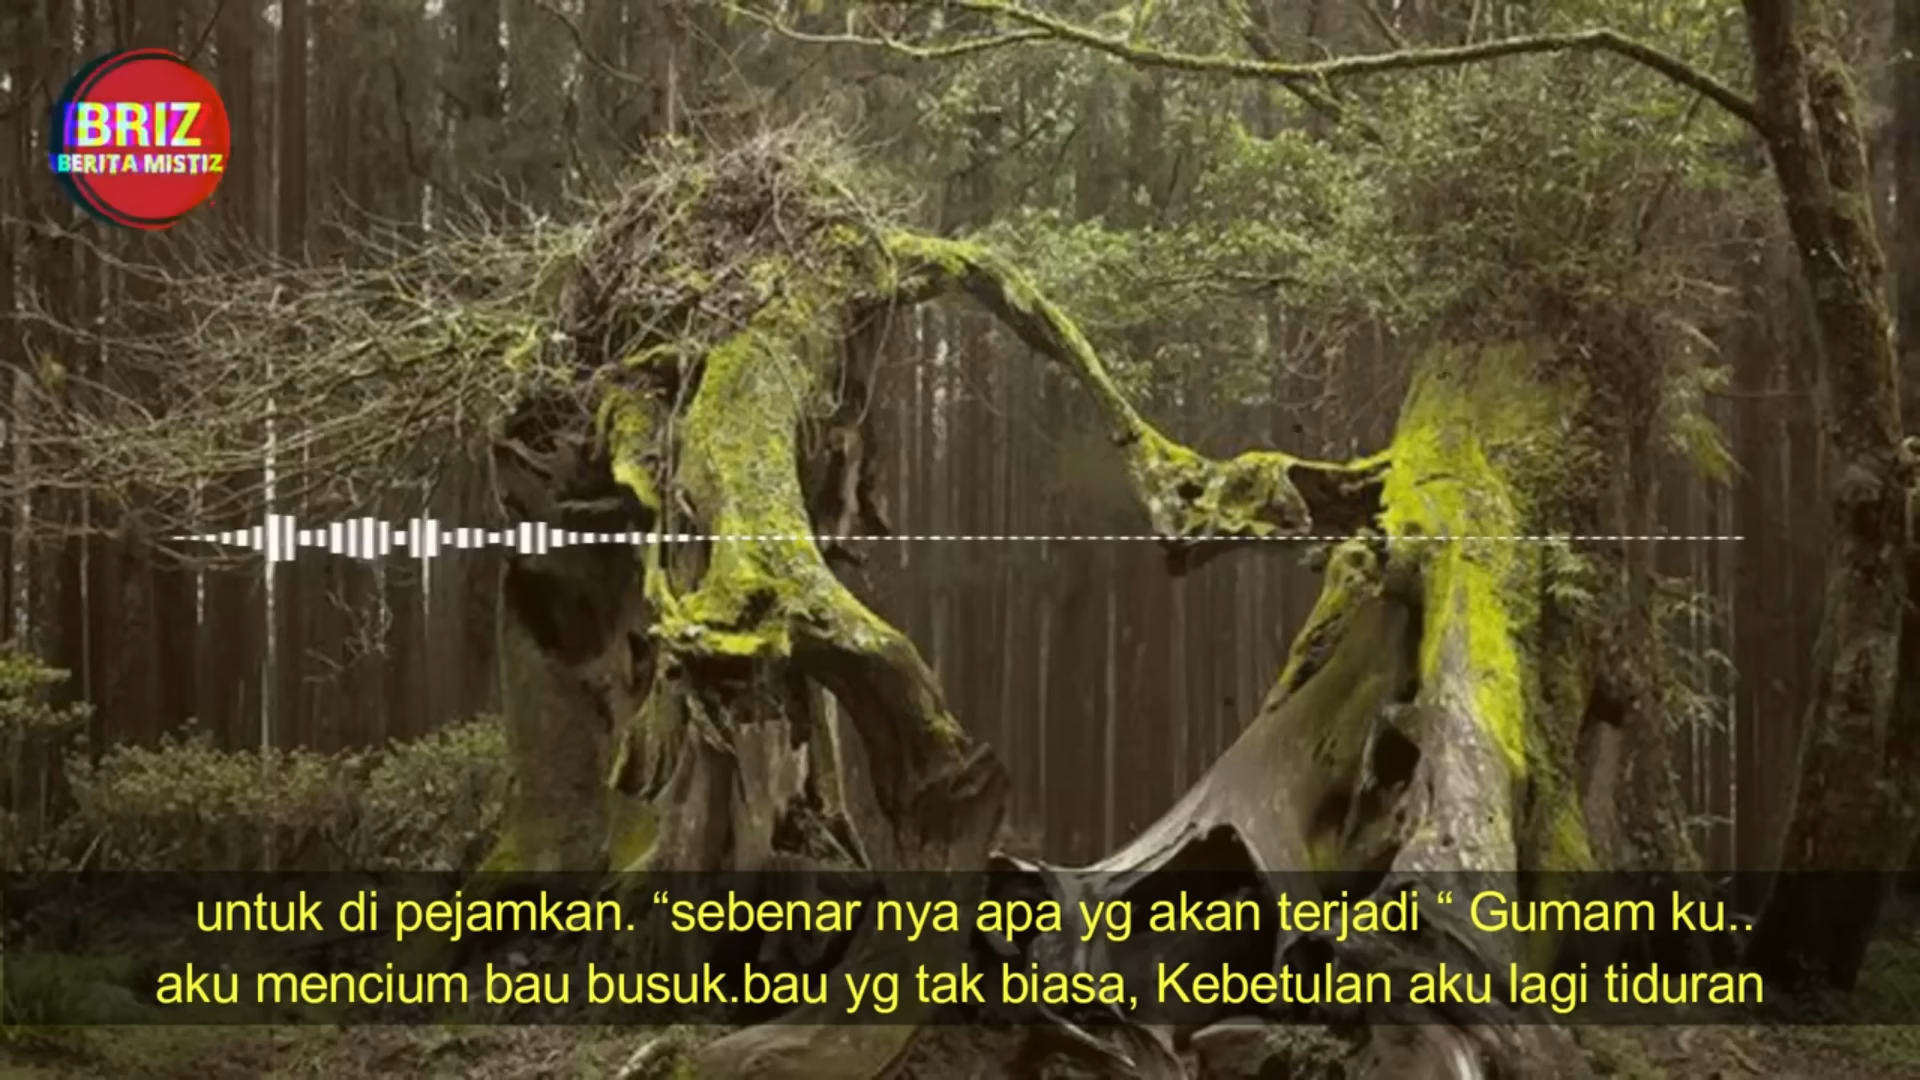 BRIZ
BERITA MISTIZ
untuk di pejamkan. “sebenar nya apa yg akan terjadi “ Gumam ku..
aku mencium bau busuk.bau yg tak biasa, Kebetulan aku lagi tiduran